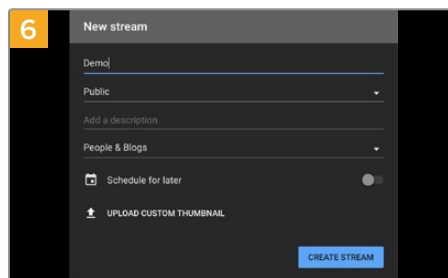 6
New stream
Demo
Public
Add a description
People & Blogs
Schedule for later
UPLOAD CUSTOM THUMBNAIL
CREATE STREAM